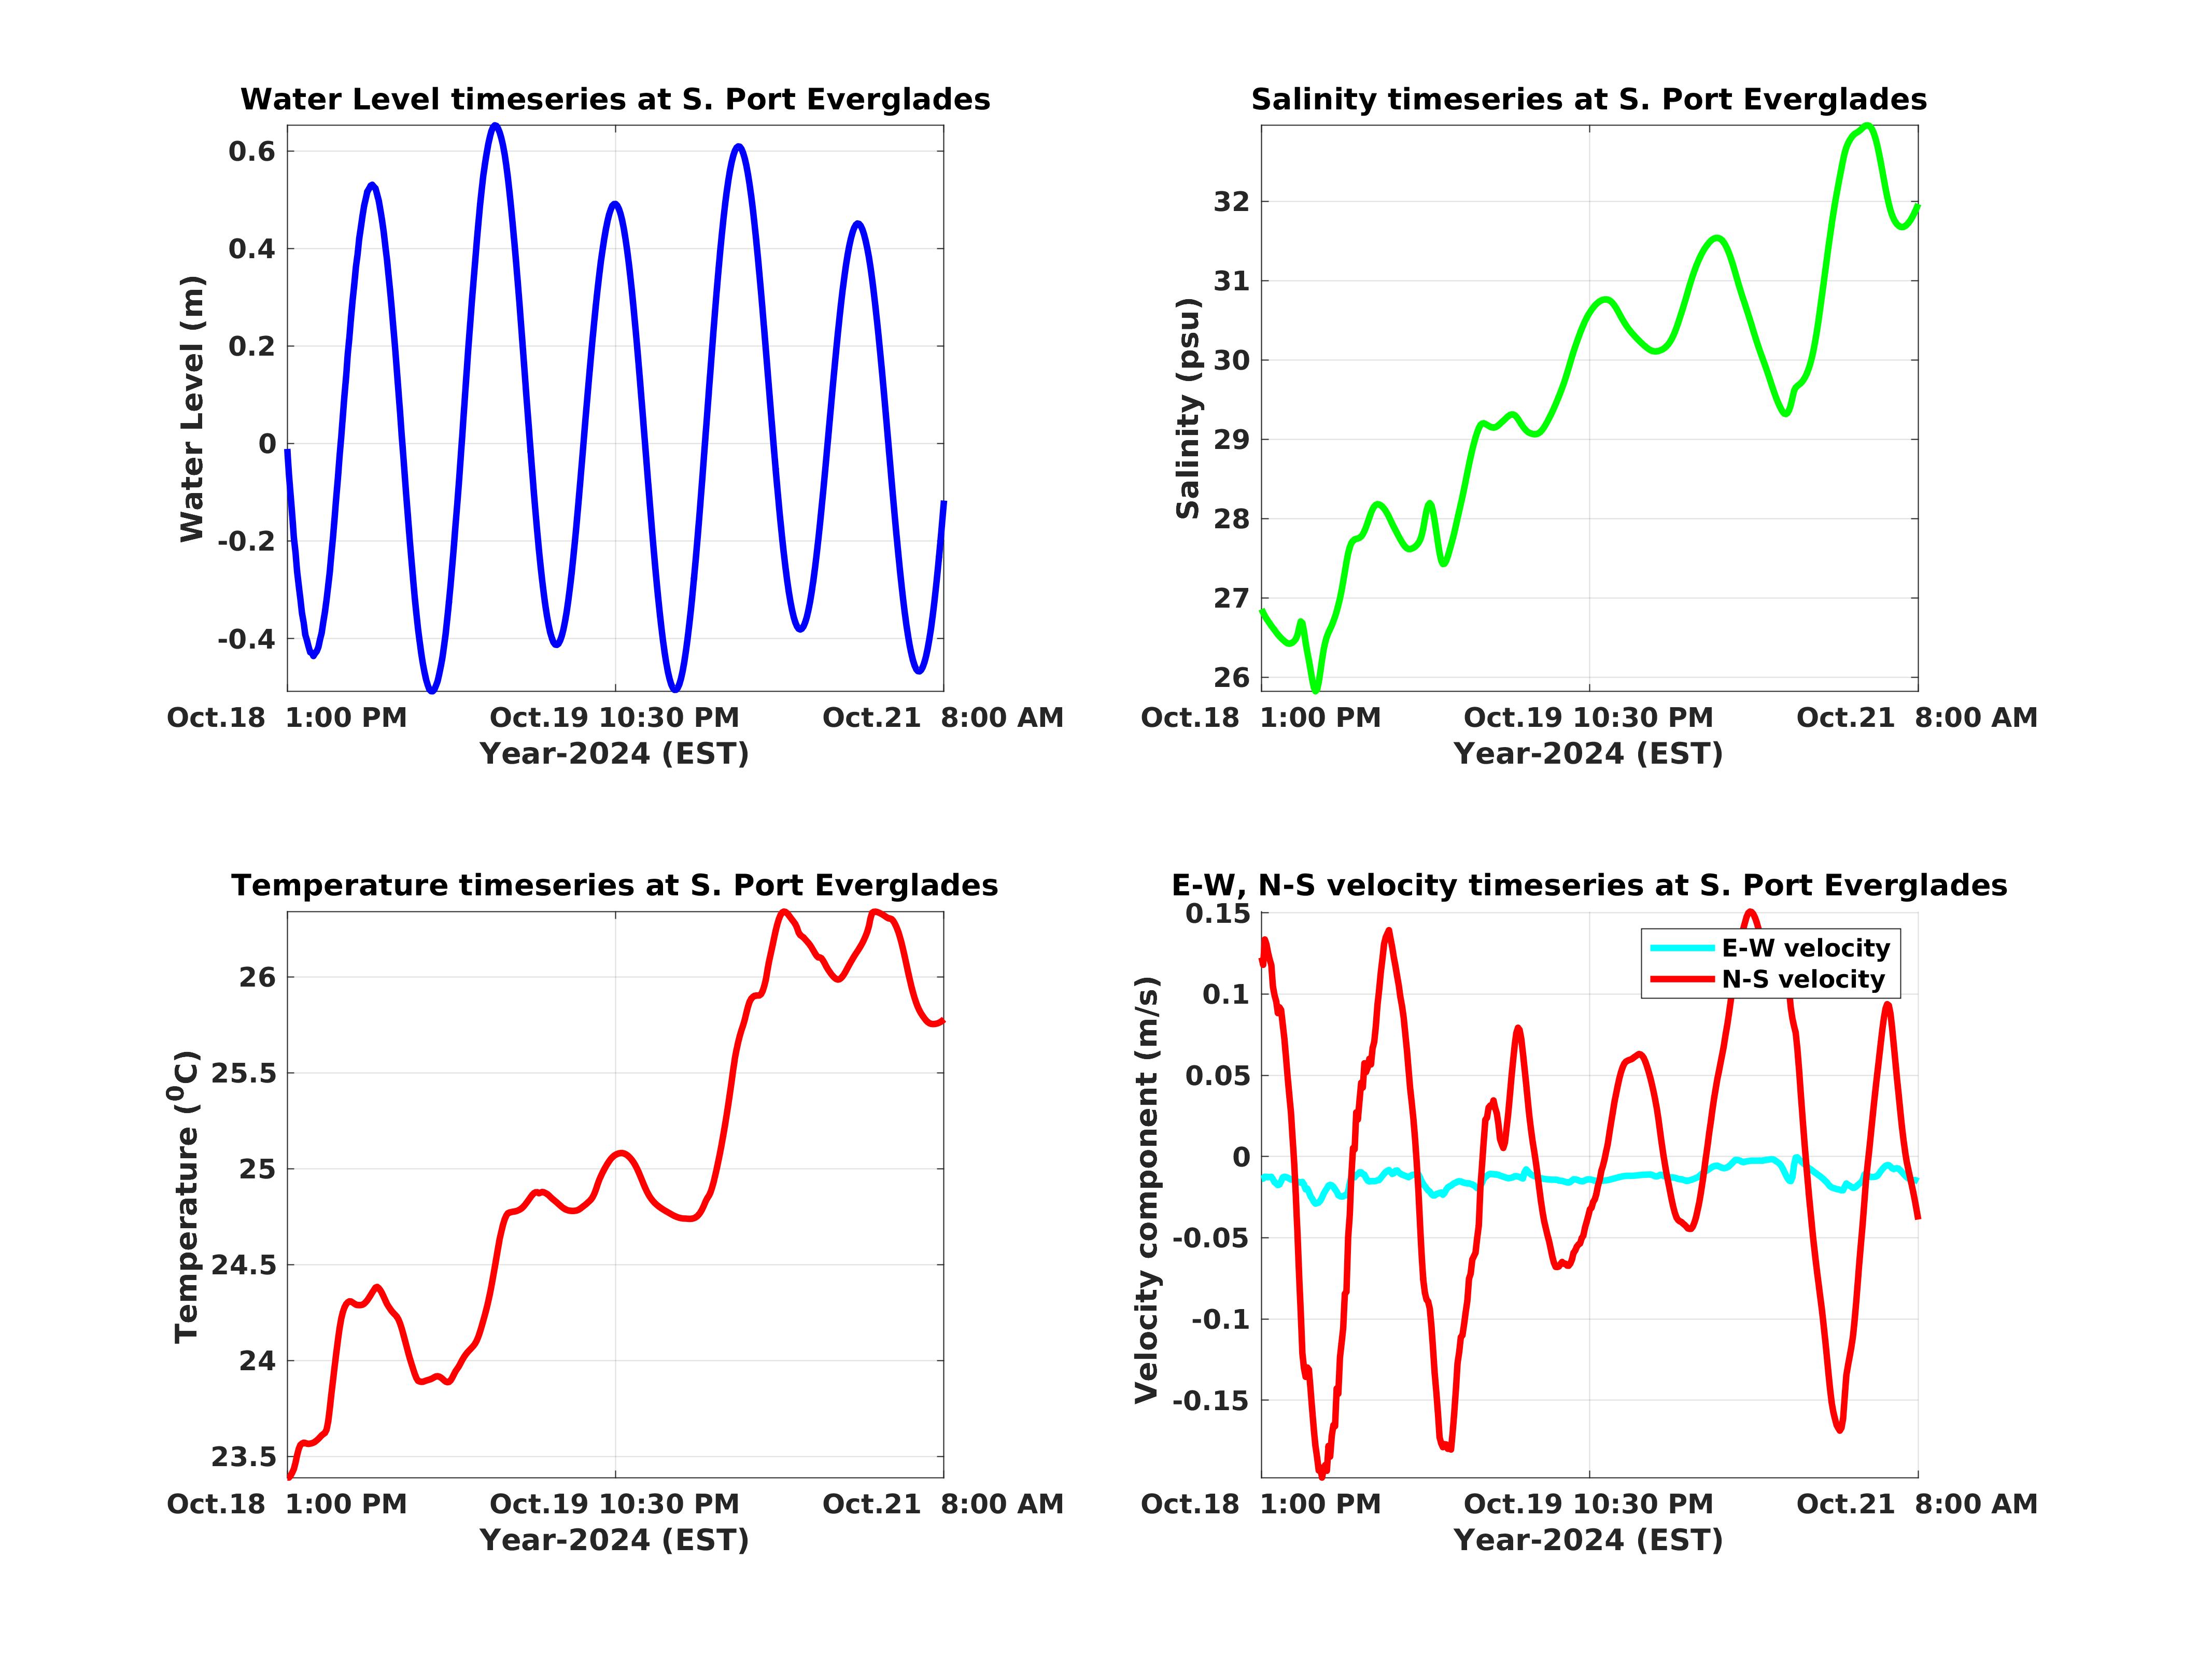 Water Level timeseries at S. Port Everglades
0.6
0.4
0.2
0
-0.2
-0.4
Water Level (m)
Oct.18 1:00 PM
Oct.19 10:30 PM
Oct.21 8:00 AM
Year-2024 (EST)
Salinity timeseries at S. Port Everglades
32
31
30
29
28
27
26
Salinity (psu)
Oct.18 1:00 PM
Oct.19 10:30 PM
Oct.21 8:00 AM
Year-2024 (EST)
Temperature timeseries at S. Port Everglades
26
25.5
25
24.5
24
23.5
Temperature (⁰C)
Oct.18 1:00 PM
Oct.19 10:30 PM
Oct.21 8:00 AM
Year-2024 (EST)
E-W, N-S velocity timeseries at S. Port Everglades
0.15
0.1
0.05
0
-0.05
-0.1
-0.15
Velocity component (m/s)
E-W velocity
N-S velocity
Oct.18 1:00 PM
Oct.19 10:30 PM
Oct.21 8:00 AM
Year-2024 (EST)